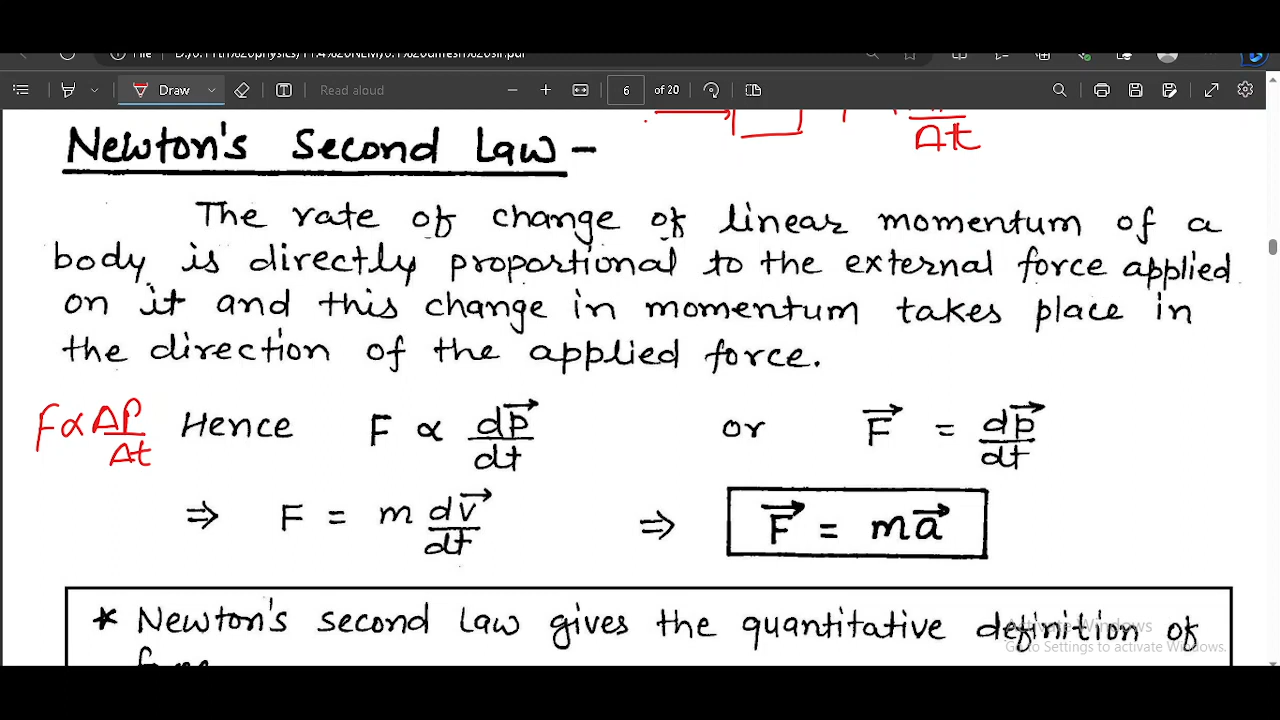 File
Draw
Read aloud
6 of 20
Δt
Newton's Second Law -
The rate of change of linear momentum of a
body is directly proportional to the external force applied
on it and this change in momentum takes place in
the direction of the applied force.
F∝ΔP/Δt Hence F ∝ dp⃗/dt or F⃗ = dp⃗/dt
⇒ F = m dv⃗/dt ⇒ F⃗ = ma⃗
* Newton's second law gives the quantitative definition of
Activate Windows
Go to Settings to activate Windows.